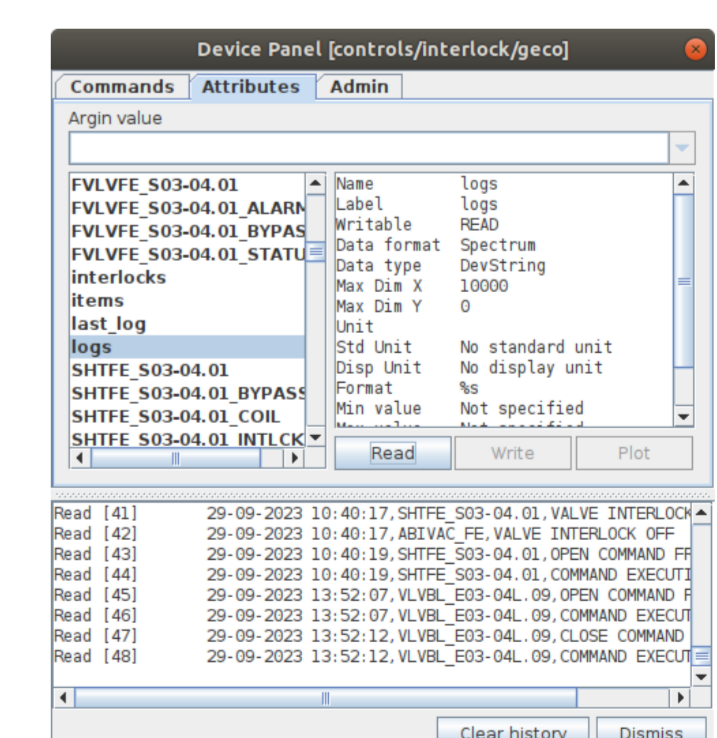 Device Panel [controls/interlock/geco]
Commands Attributes Admin
Argin value
FVLVFE_S03-04.01
FVLVFE_S03-04.01_ALARM
FVLVFE_S03-04.01_BYPAS
FVLVFE_S03-04.01_STATU
interlocks
items
last_log
logs
SHTFE_S03-04.01
SHTFE_S03-04.01_BYPASS
SHTFE_S03-04.01_COIL
SHTFE_S03-04.01_INTLCK
Name logs
Label logs
Writable READ
Data format Spectrum
Data type DevString
Max Dim X 10000
Max Dim Y 0
Unit
Std Unit No standard unit
Disp Unit No display unit
Format %s
Min value Not specified
Max value Not specified
Read Write Plot
Read [41] 29-09-2023 10:40:17,SHTFE_S03-04.01,VALVE INTERLOCK
Read [42] 29-09-2023 10:40:17,ABIVAC_FE,VALVE INTERLOCK OFF
Read [43] 29-09-2023 10:40:19,SHTFE_S03-04.01,OPEN COMMAND FR
Read [44] 29-09-2023 10:40:19,SHTFE_S03-04.01,COMMAND EXECUTI
Read [45] 29-09-2023 13:52:07,VLVBL_E03-04L.09,OPEN COMMAND F
Read [46] 29-09-2023 13:52:07,VLVBL_E03-04L.09,COMMAND EXECUT
Read [47] 29-09-2023 13:52:12,VLVBL_E03-04L.09,CLOSE COMMAND
Read [48] 29-09-2023 13:52:12,VLVBL_E03-04L.09,COMMAND EXECUT
Clear history Dismiss